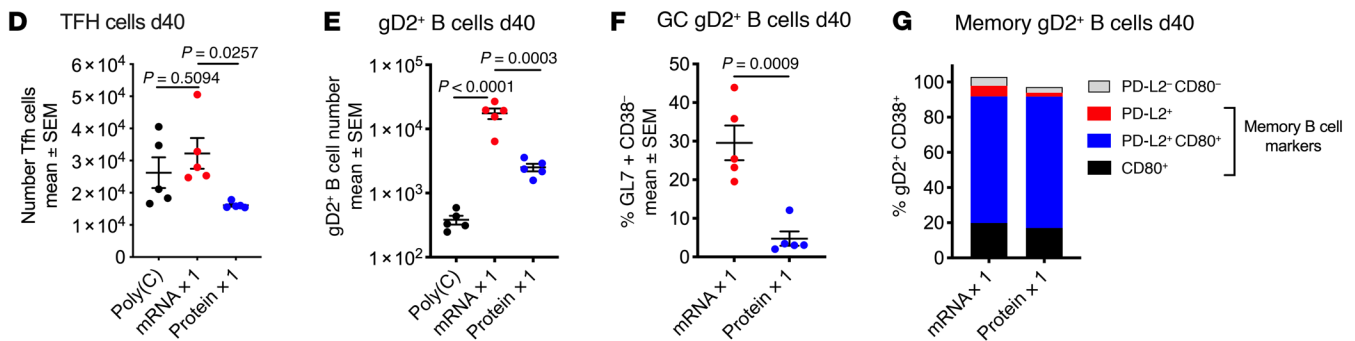 D TFH cells d40
Number Tfh cells
mean ± SEM
6 × 10⁴
5 × 10⁴
4 × 10⁴
3 × 10⁴
2 × 10⁴
1 × 10⁴
0
P = 0.0257
P = 0.5094
Poly(C)
mRNA × 1
Protein × 1
E gD2⁺ B cells d40
gD2⁺ B cell number
mean ± SEM
1 × 10⁵
1 × 10⁴
1 × 10³
1 × 10²
P = 0.0003
P < 0.0001
Poly(C)
mRNA × 1
Protein × 1
F GC gD2⁺ B cells d40
% GL7 + CD38⁻
mean ± SEM
50
40
30
20
10
0
P = 0.0009
mRNA × 1
Protein × 1
G Memory gD2⁺ B cells d40
% gD2⁺ CD38⁺
100
80
60
40
20
0
mRNA × 1
Protein × 1
PD-L2⁻ CD80⁻
PD-L2⁺
PD-L2⁺ CD80⁺
CD80⁺
Memory B cell
markers